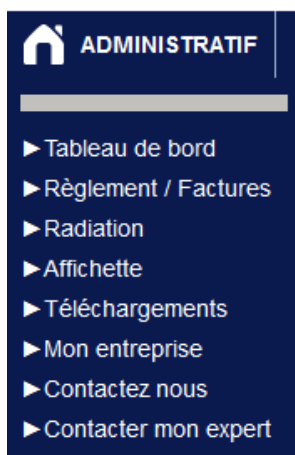 ADMINISTRATIF
►Tableau de bord
►Règlement / Factures
►Radiation
►Affichette
►Téléchargements
►Mon entreprise
►Contactez nous
►Contacter mon expert